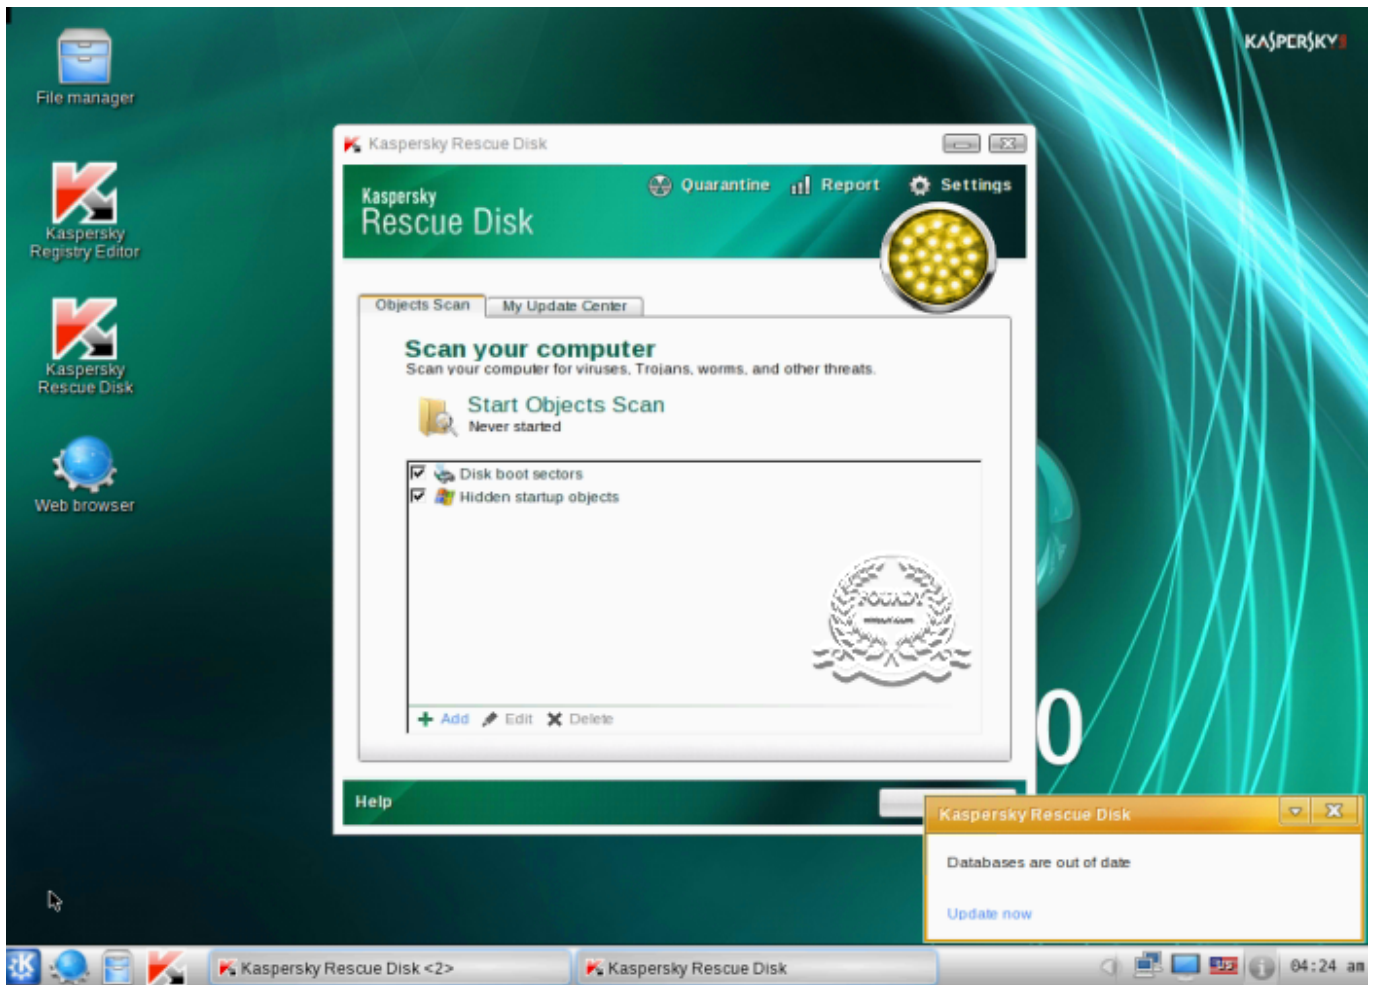 File manager
Kaspersky
Registry Editor
Kaspersky
Rescue Disk
Web browser
KASPERSKY
Kaspersky Rescue Disk
Kaspersky
Rescue Disk
Quarantine
Report
Settings
Objects Scan
My Update Center
Scan your computer
Scan your computer for viruses, Trojans, worms, and other threats.
Start Objects Scan
Never started
Disk boot sectors
Hidden startup objects
FOUADY
Add
Edit
Delete
0
Help
Kaspersky Rescue Disk
Databases are out of date
Update now
Kaspersky Rescue Disk <2>
Kaspersky Rescue Disk
US
04:24 am